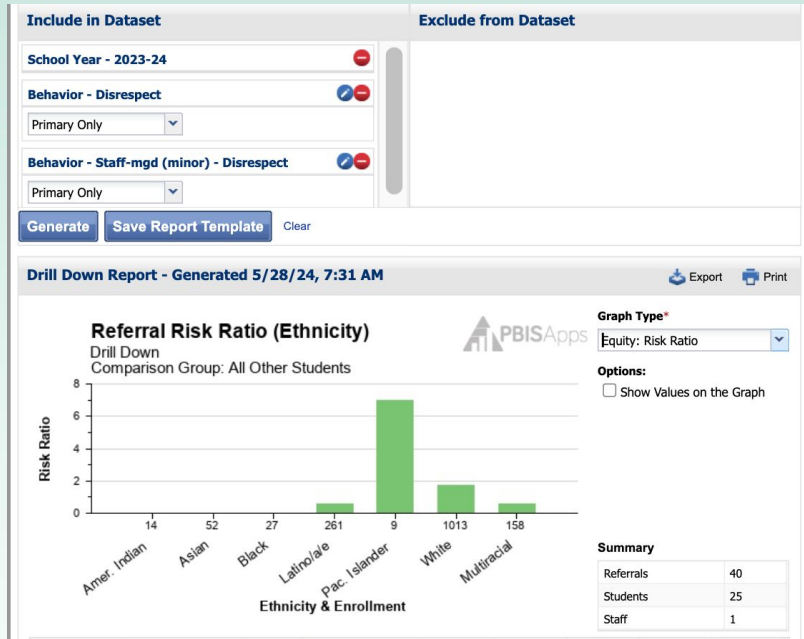 Include in Dataset
Exclude from Dataset
School Year - 2023-24
Behavior - Disrespect
Primary Only
Behavior - Staff-mgd (minor) - Disrespect
Primary Only
Generate
Save Report Template
Clear
Drill Down Report - Generated 5/28/24, 7:31 AM
Export
Print
Referral Risk Ratio (Ethnicity)
Drill Down
Comparison Group: All Other Students
PBISApps
Graph Type*
Equity: Risk Ratio
Options:
Show Values on the Graph
Risk Ratio
8
6
4
2
0
14 52 27 261 9 1013 158
Amer. Indian Asian Black Latino/a/e Pac. Islander White Multiracial
Ethnicity & Enrollment
Summary
Referrals 40
Students 25
Staff 1